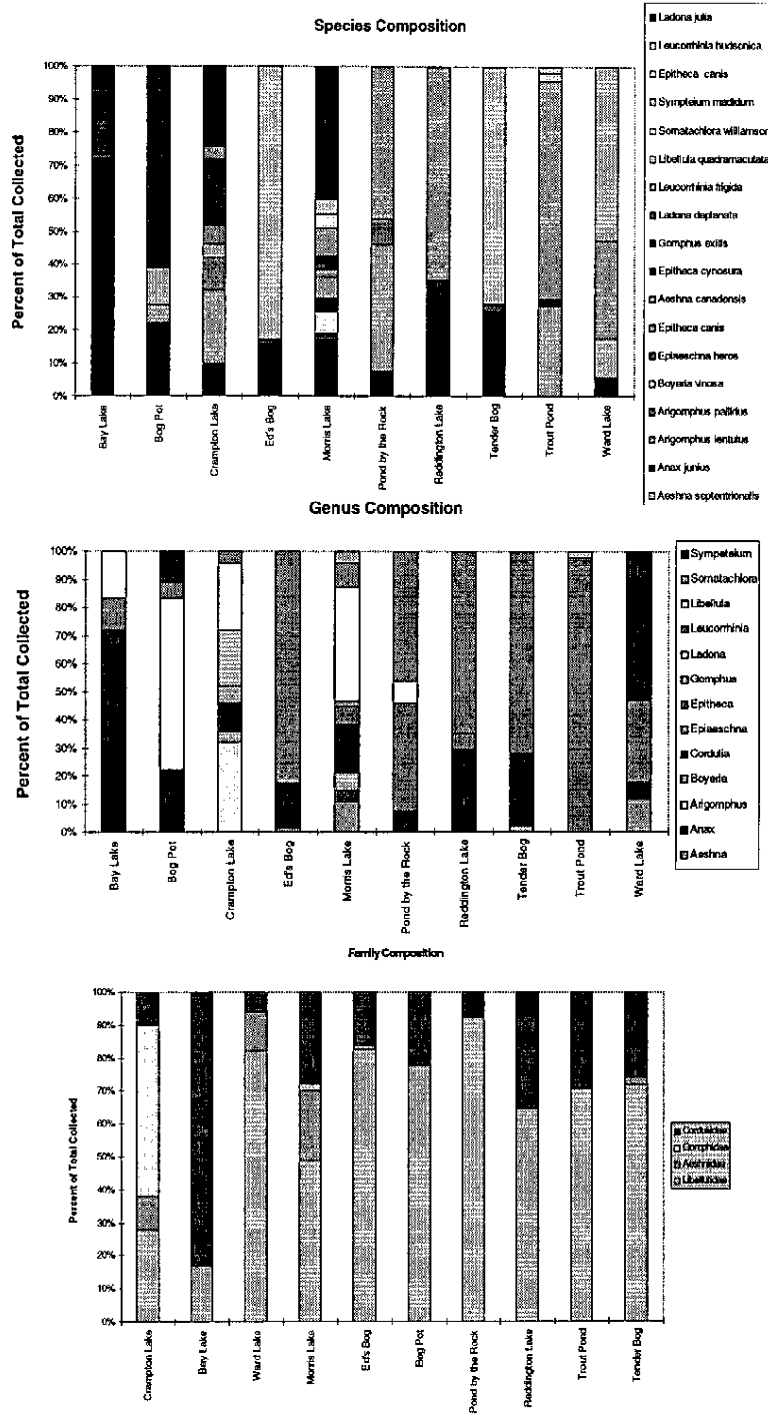 Species Composition
Percent of Total Collected
100%
90%
80%
70%
60%
50%
40%
30%
20%
10%
0%
Bay Lake
Bog Pot
Crampton Lake
Ed's Bog
Morris Lake
Pond by the Rock
Reddington Lake
Tender Bog
Trout Pond
Ward Lake
Ladona julia
Leucorrhinia hudsonica
Epitheca canis
Sympteium madidum
Somatachlora williamson
Libellula quadramaculata
Leucorrhinia frigida
Ladona deplanata
Gomphus exilis
Epitheca cynosura
Aeshna canadensis
Epitheca canis
Epiaeschna heros
Boyeria vinosa
Arigomphus pallidus
Arigomphus lentulus
Anax junius
Aeshna septentrionalis
Genus Composition
Percent of Total Collected
100%
90%
80%
70%
60%
50%
40%
30%
20%
10%
0%
Bay Lake
Bog Pot
Crampton Lake
Ed's Bog
Morris Lake
Pond by the Rock
Reddington Lake
Tender Bog
Trout Pond
Ward Lake
Sympeteium
Somatachlora
Libellula
Leucorrhinia
Ladona
Gomphus
Epitheca
Epiaeschna
Cordulia
Boyeria
Arigomphus
Anax
Aeshna
Family Composition
Percent of Total Collected
100%
90%
80%
70%
60%
50%
40%
30%
20%
10%
0%
Crampton Lake
Bay Lake
Ward Lake
Morris Lake
Ed's Bog
Bog Pot
Pond by the Rock
Reddington Lake
Trout Pond
Tender Bog
Gomphidae
Aeshnidae
Libellulidae